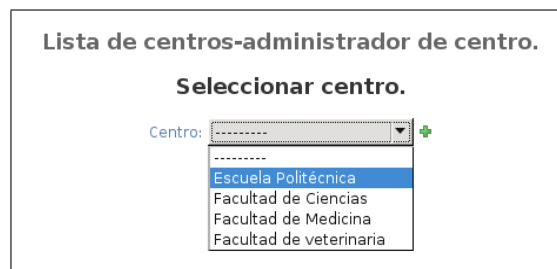 Lista de centros-administrador de centro.
Seleccionar centro.
Centro: ---------
---------
Escuela Politécnica
Facultad de Ciencias
Facultad de Medicina
Facultad de veterinaria